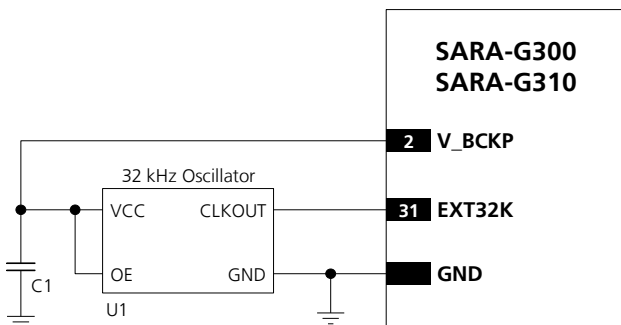 SARA-G300
SARA-G310
2 V_BCKP
32 kHz Oscillator
VCC CLKOUT
31 EXT32K
OE GND
GND
C1
U1